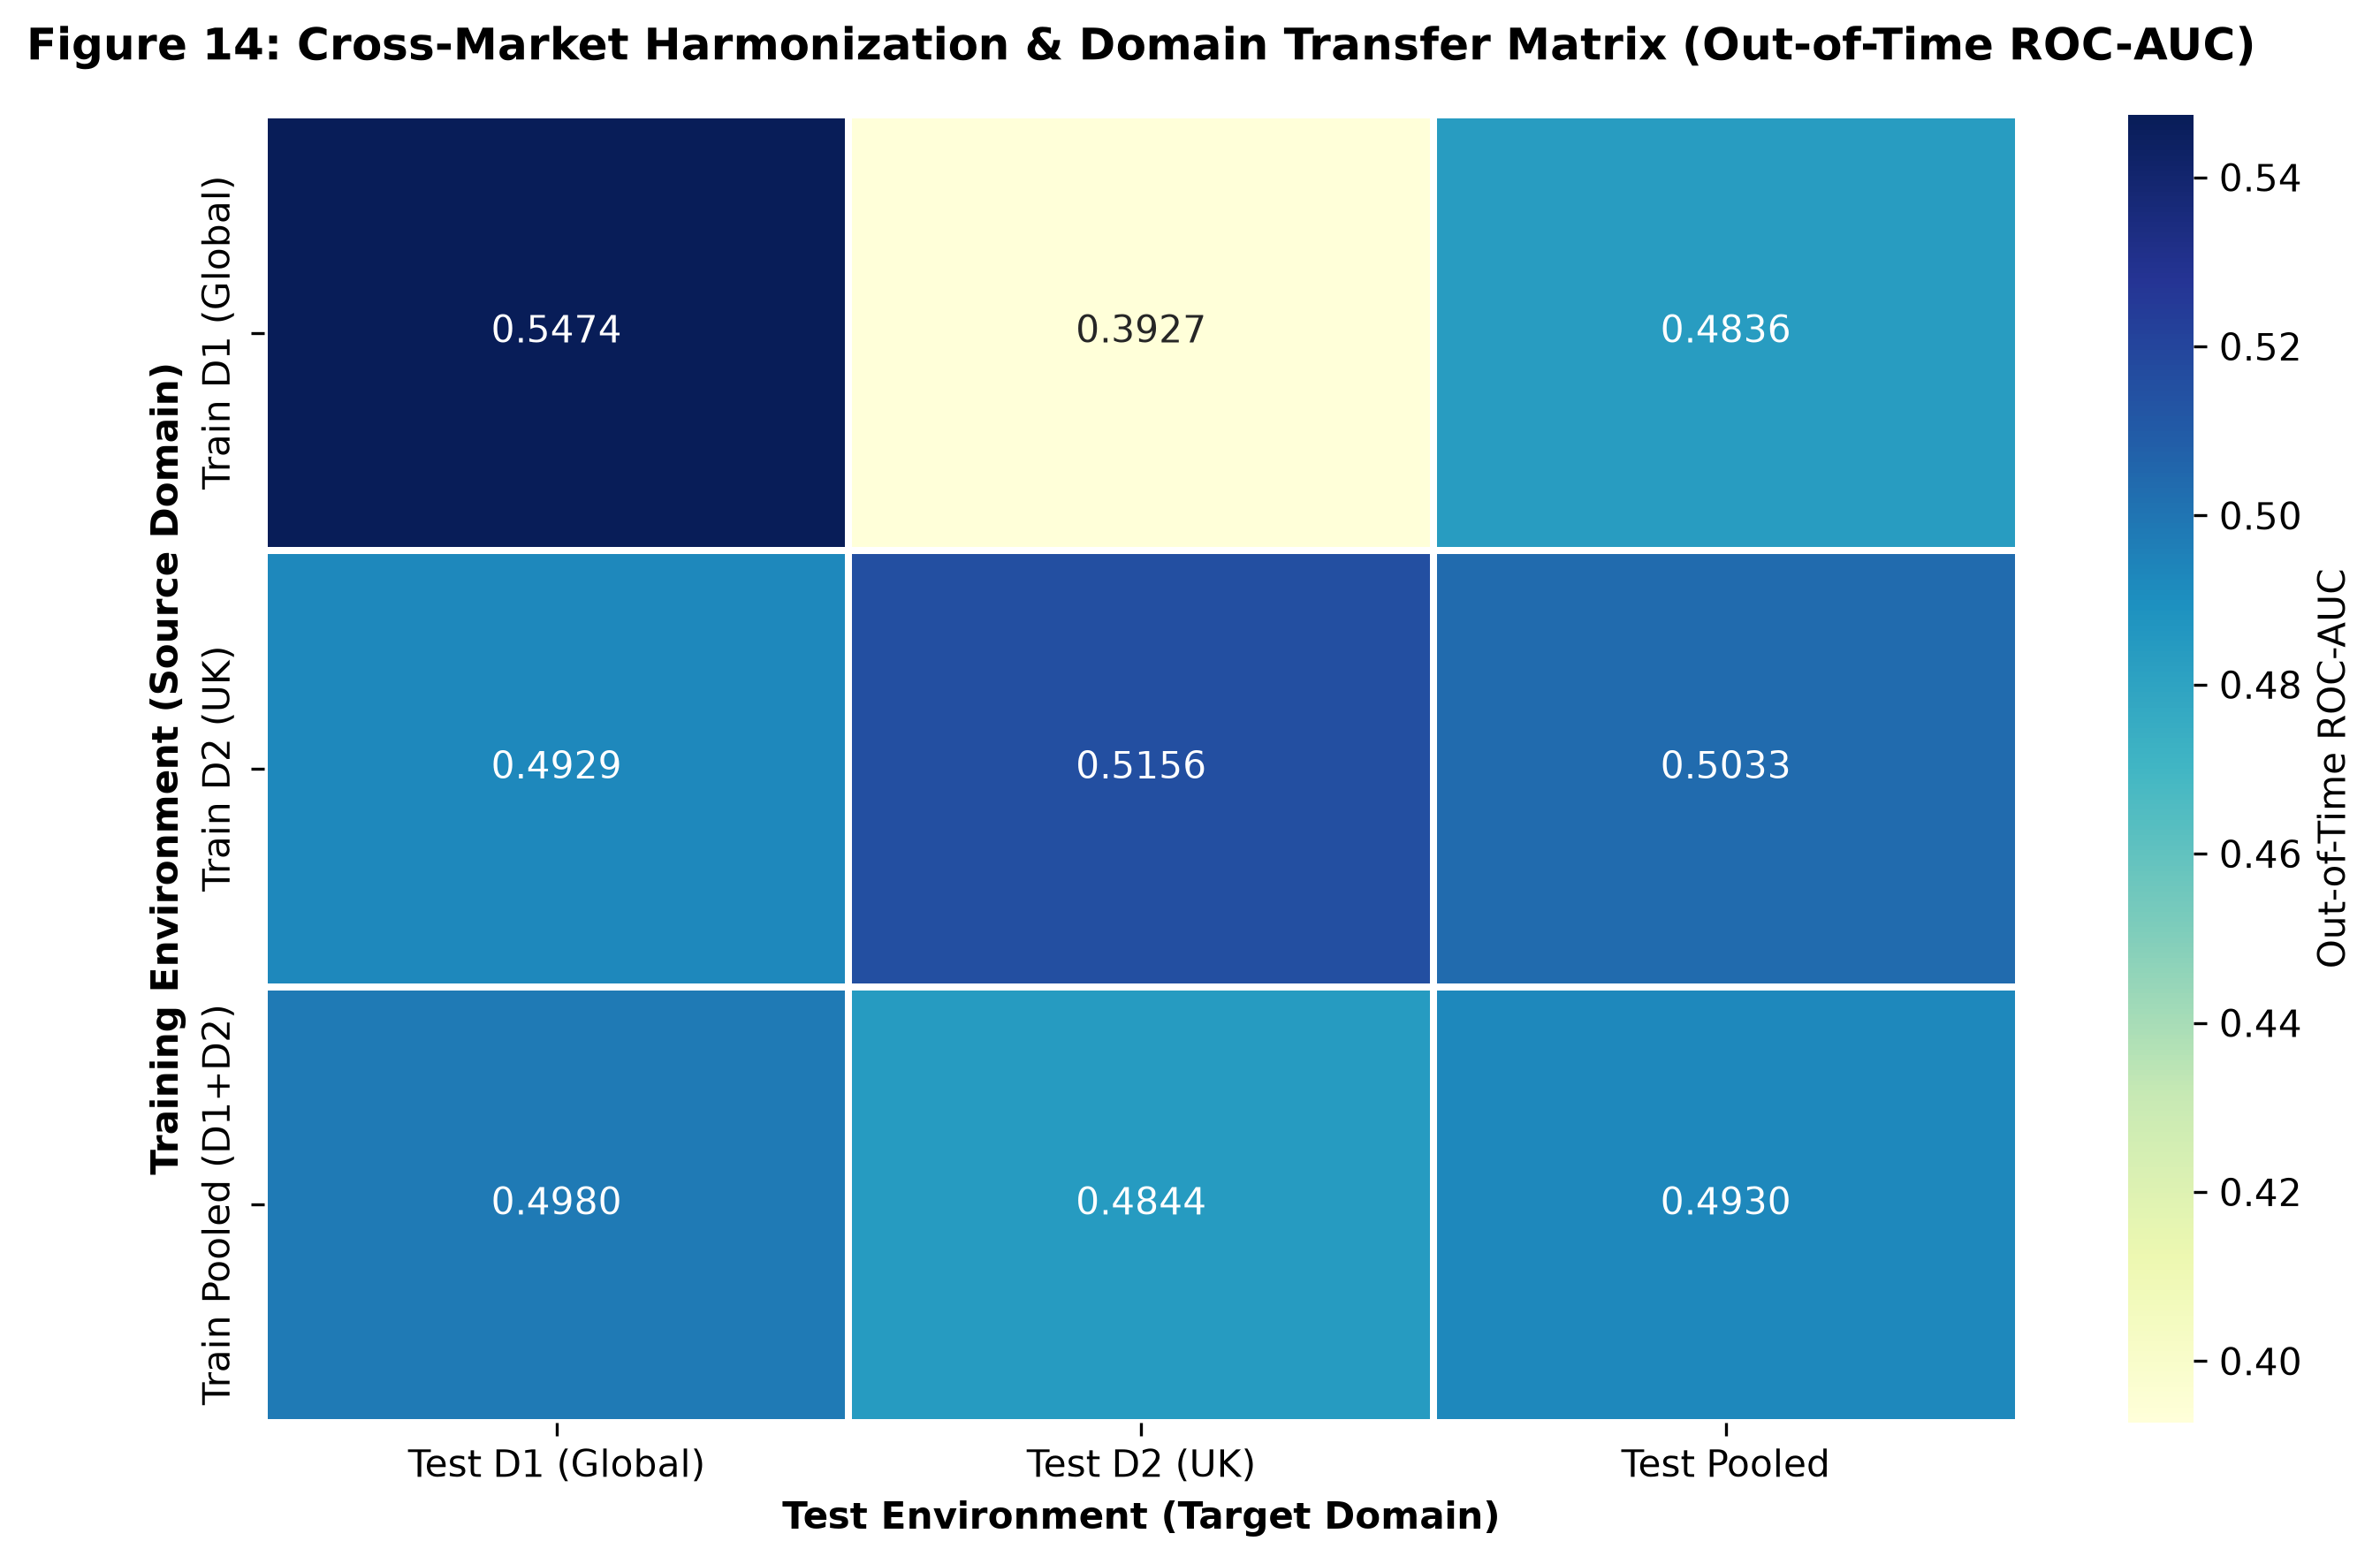 Figure 14: Cross-Market Harmonization & Domain Transfer Matrix (Out-of-Time ROC-AUC)
Training Environment (Source Domain)
Train D1 (Global)
0.5474
0.3927
0.4836
Train D2 (UK)
0.4929
0.5156
0.5033
Train Pooled (D1+D2)
0.4980
0.4844
0.4930
Test D1 (Global)
Test D2 (UK)
Test Pooled
Test Environment (Target Domain)
0.54
0.52
0.50
0.48
0.46
0.44
0.42
0.40
Out-of-Time ROC-AUC